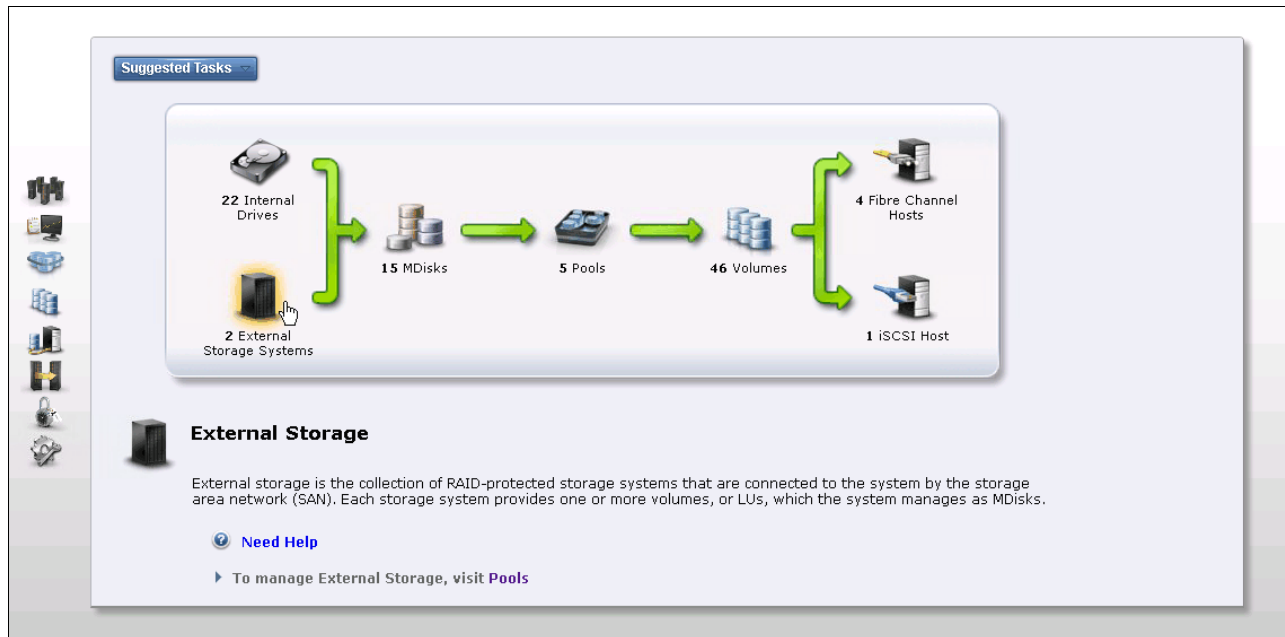 Suggested Tasks
22 Internal
Drives
4 Fibre Channel
Hosts
15 MDisks
5 Pools
46 Volumes
2 External
Storage Systems
1 iSCSI Host
External Storage
External storage is the collection of RAID-protected storage systems that are connected to the system by the storage
area network (SAN). Each storage system provides one or more volumes, or LUs, which the system manages as MDisks.
Need Help
To manage External Storage, visit Pools